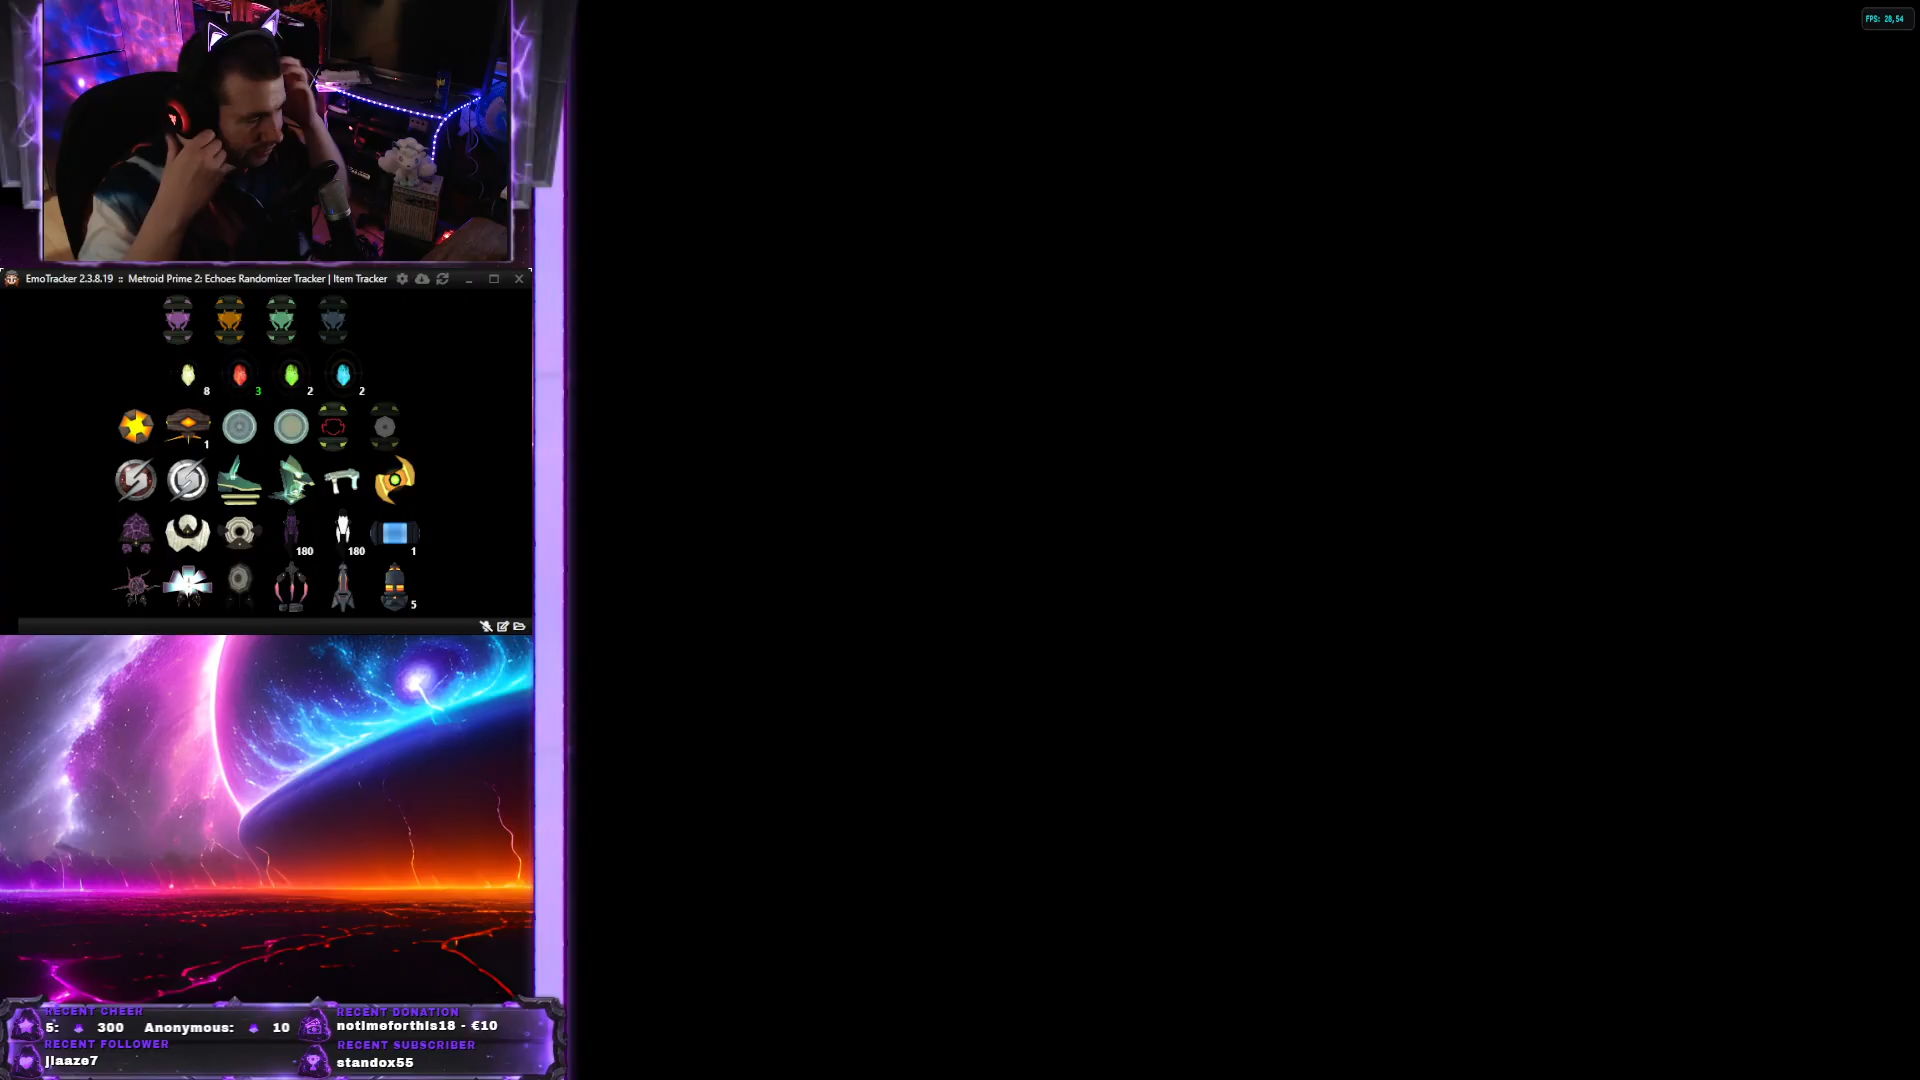 FPS: 28,54
EmoTracker 2.3.8.19 :: Metroid Prime 2: Echoes Randomizer Tracker | Item Tracker
8 3 2 2
1
180 180 1
5
RECENT CHEER
5: 300 Anonymous: 10
RECENT DONATION
notimeforthis18 - €10
RECENT FOLLOWER
jlaaze7
RECENT SUBSCRIBER
standox55